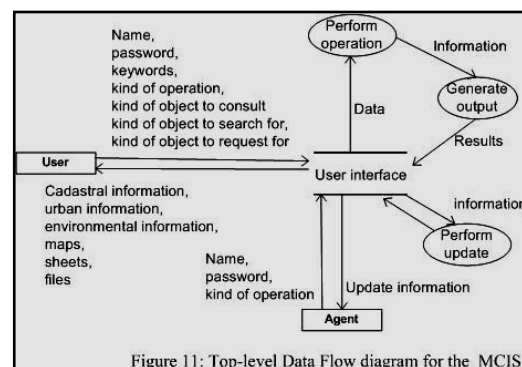 Name,
password,
keywords,
kind of operation,
kind of object to consult
kind of object to search for,
kind of object to request for
Perform
operation
Information
Generate
output
Data
Results
User
User interface
Cadastral information,
urban information,
environmental information,
maps,
sheets,
files
information
Perform
update
Name,
password,
kind of operation
Update information
Agent
Figure 11: Top-level Data Flow diagram for the MCIS